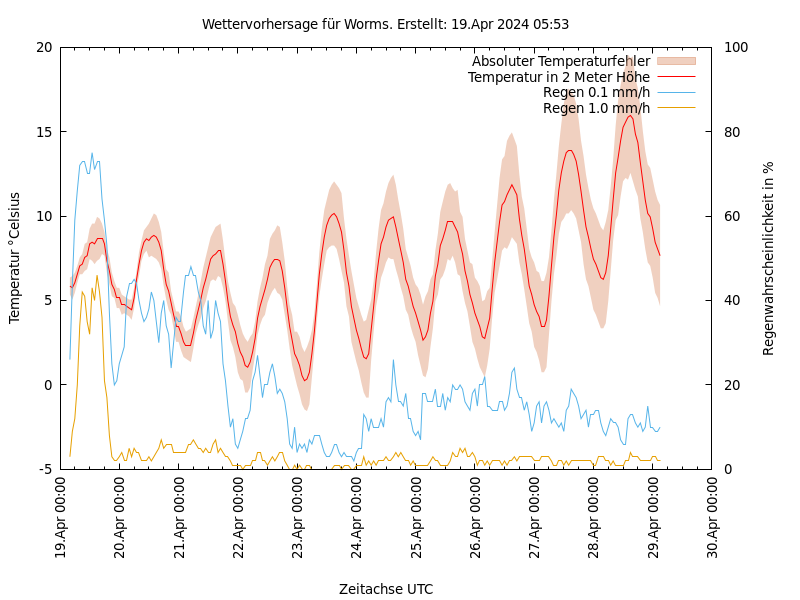 Wettervorhersage für Worms. Erstellt: 19.Apr 2024 05:53
Absoluter Temperaturfehler
Temperatur in 2 Meter Höhe
Regen 0.1 mm/h
Regen 1.0 mm/h
Temperatur °Celsius
20
15
10
5
0
-5
100
80
60
40
20
0
Regenwahrscheinlichkeit in %
19.Apr 00:00
20.Apr 00:00
21.Apr 00:00
22.Apr 00:00
23.Apr 00:00
24.Apr 00:00
25.Apr 00:00
26.Apr 00:00
27.Apr 00:00
28.Apr 00:00
29.Apr 00:00
30.Apr 00:00
Zeitachse UTC